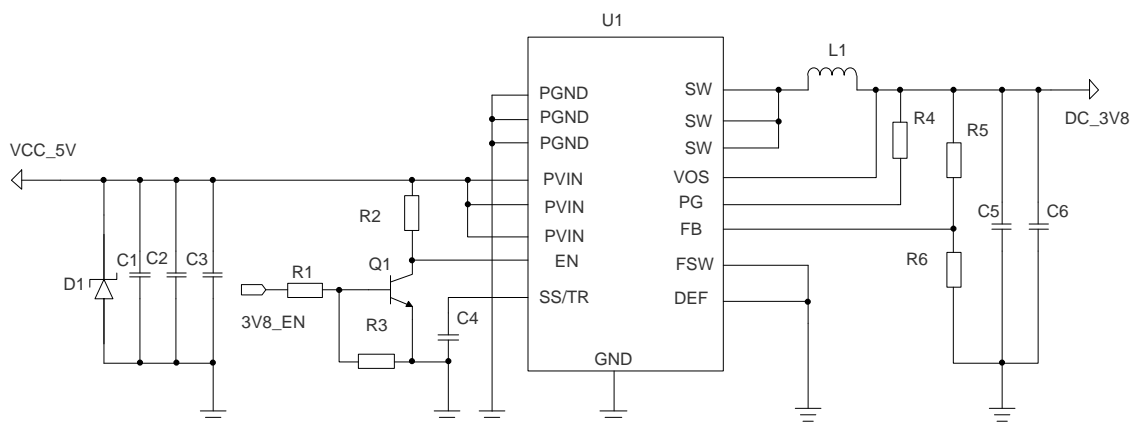 U1
L1
PGND
PGND
PGND
PVIN
PVIN
PVIN
EN
SS/TR
GND
SW
SW
SW
VOS
PG
FB
FSW
DEF
VCC_5V
D1
C1
C2
C3
R1
3V8_EN
R2
Q1
R3
C4
R4
R5
R6
C5
C6
DC_3V8